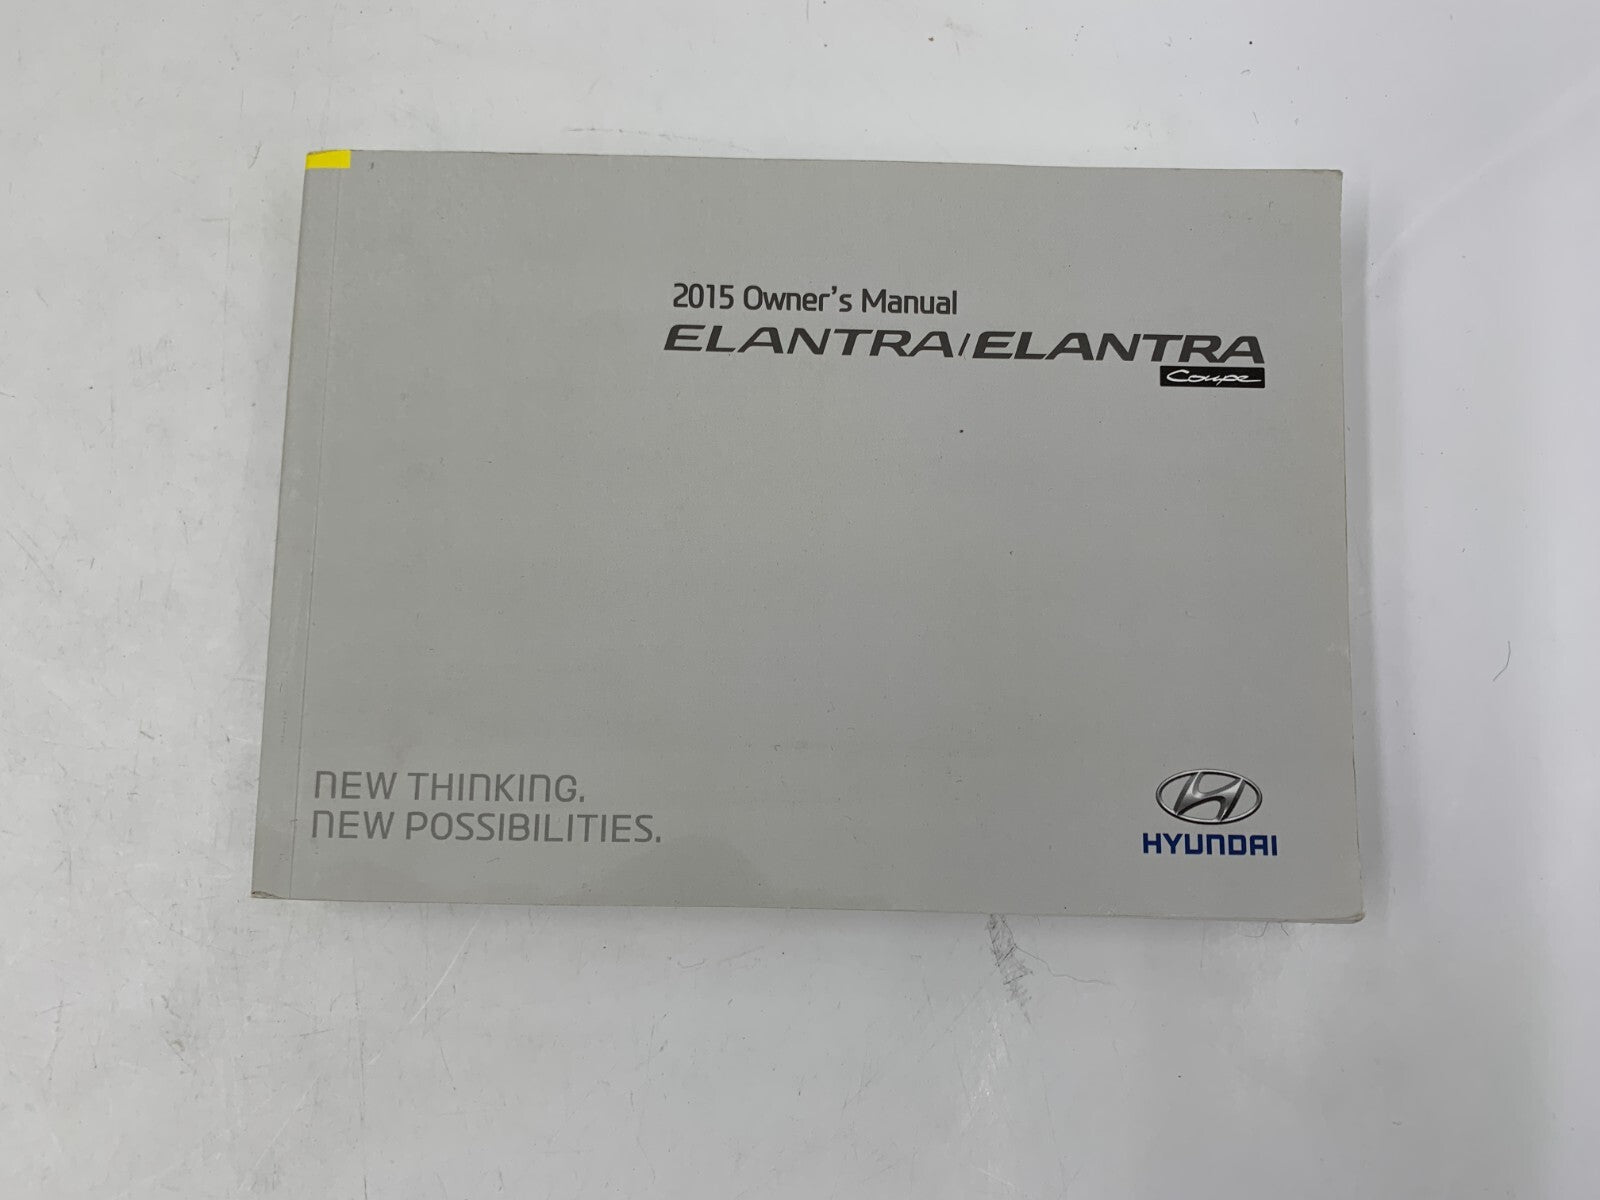 2015 Owner's Manual
ELANTRA/ELANTRA
Coupe
NEW THINKING.
NEW POSSIBILITIES.
HYUNDAI